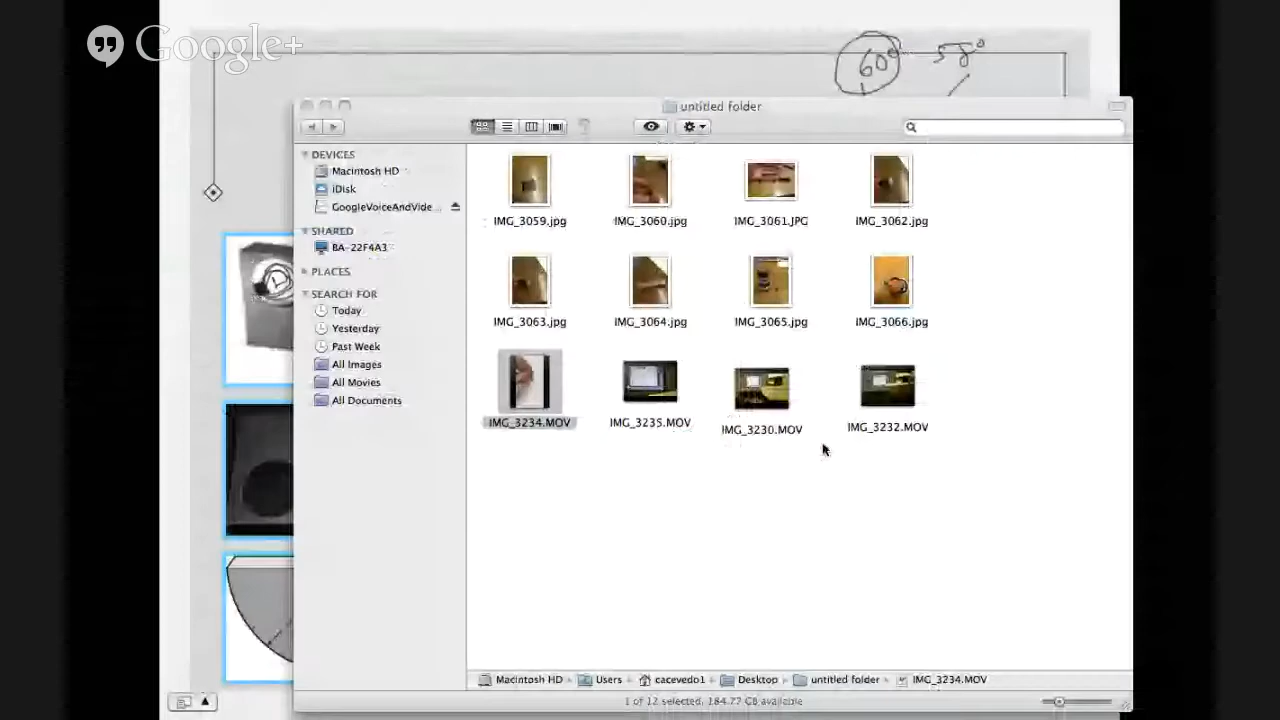 Google+
60° 58°
untitled folder
DEVICES
Macintosh HD
iDisk
GoogleVoiceAndVide...
SHARED
BA-22F4A3
PLACES
SEARCH FOR
Today
Yesterday
Past Week
All Images
All Movies
All Documents
IMG_3059.jpg IMG_3060.jpg IMG_3061.JPG IMG_3062.jpg
IMG_3063.jpg IMG_3064.jpg IMG_3065.jpg IMG_3066.jpg
IMG_3234.MOV IMG_3235.MOV IMG_3230.MOV IMG_3232.MOV
Macintosh HD Users cacevedo1 Desktop untitled folder IMG_3234.MOV
1 of 12 selected, 184.77 GB available